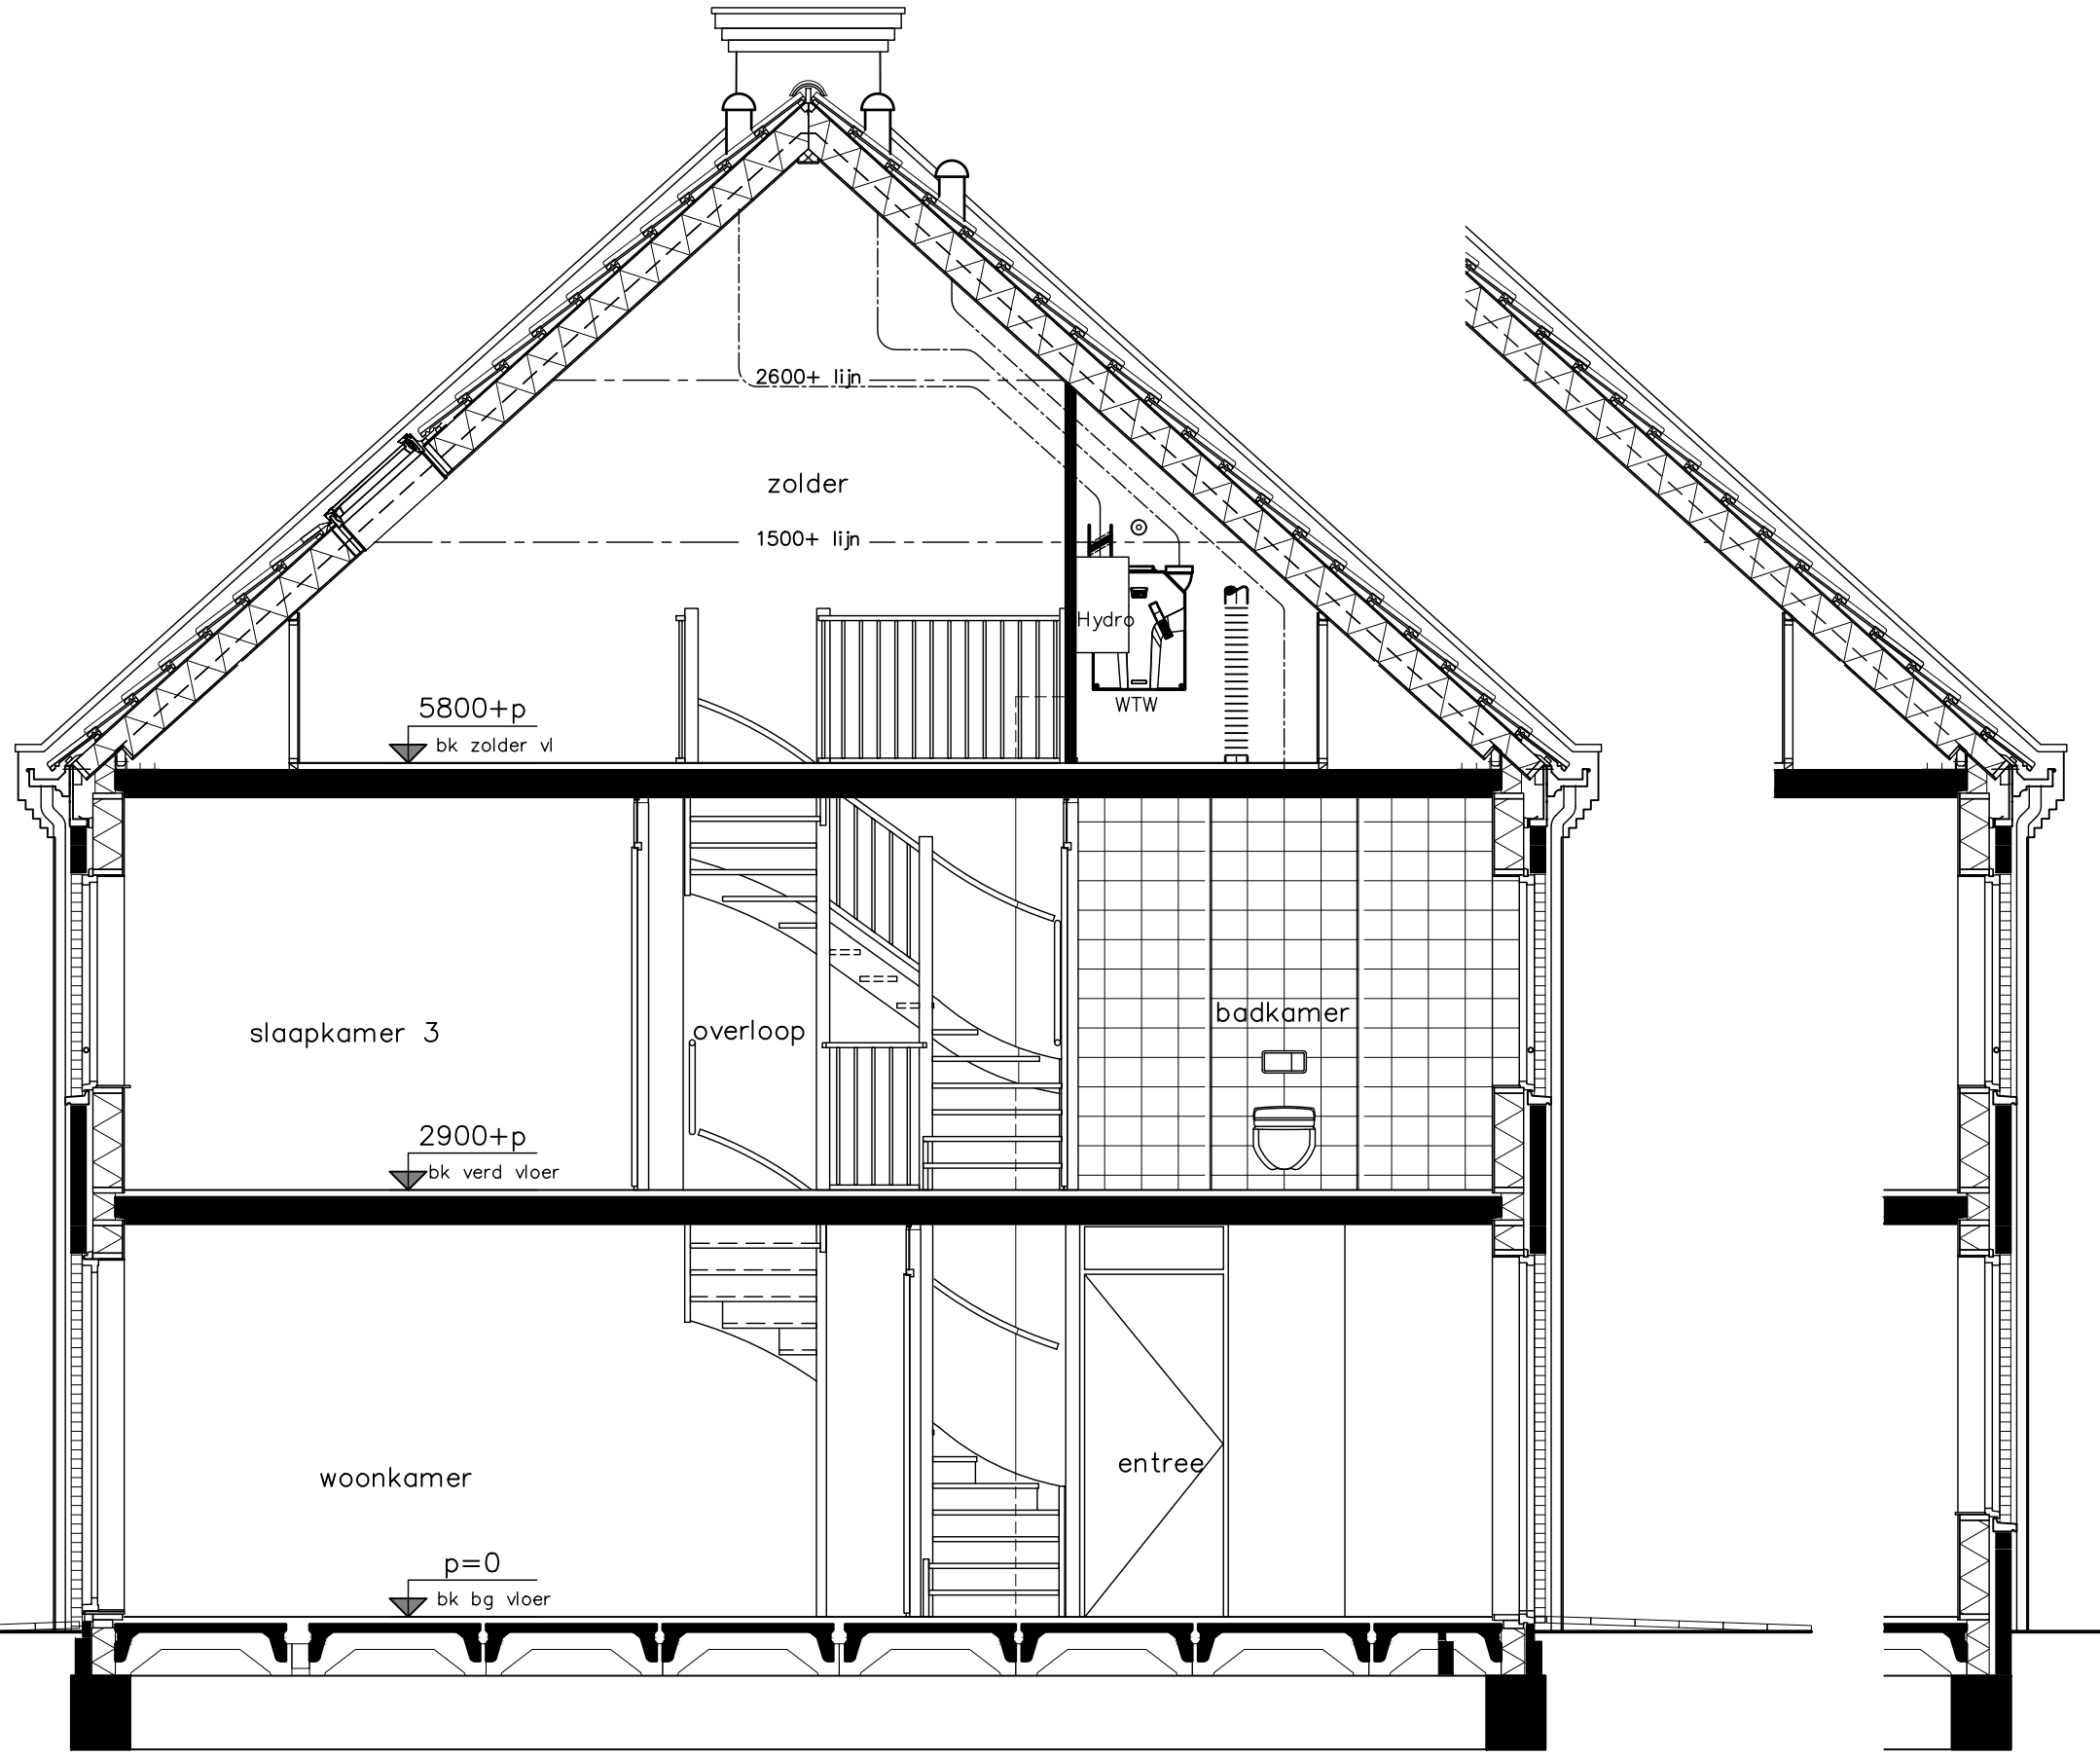 2600+ lijn
zolder
1500+ lijn
Hydro
WTW
5800+p
bk zolder vl
slaapkamer 3
overloop
badkamer
2900+p
bk verd vloer
woonkamer
entree
p=0
bk bg vloer